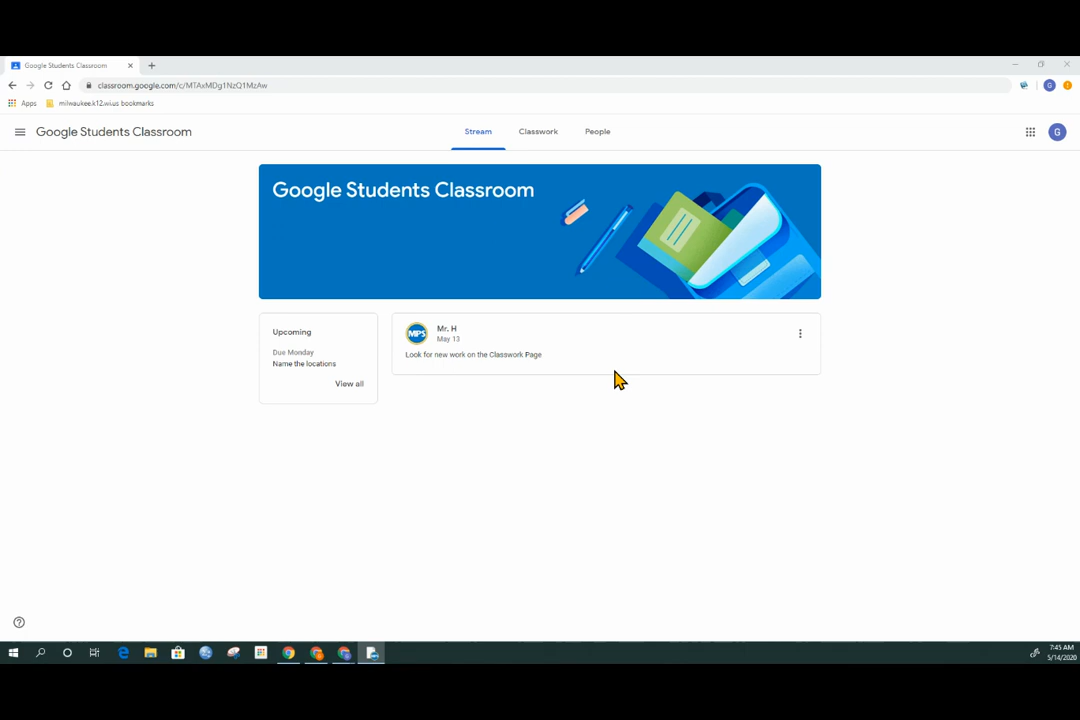 Google Students Classroom
classroom.google.com/c/MTAxMDg1NzQ1MzAw
G
Apps
milwaukee.k12.wi.us bookmarks
Google Students Classroom
Stream
Classwork
People
G
Google Students Classroom
Upcoming
Due Monday
Name the locations
View all
MPS
Mr. H
May 13
Look for new work on the Classwork Page
7:45 AM
5/14/2020